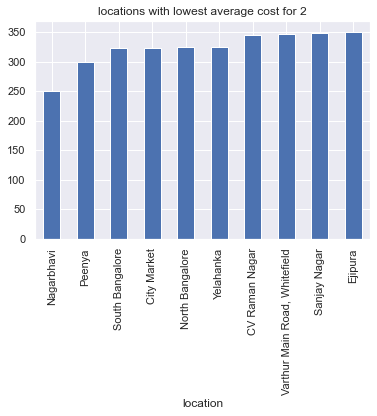 locations with lowest average cost for 2
350
300
250
200
150
100
50
0
Nagarbhavi
Peenya
South Bangalore
City Market
North Bangalore
Yelahanka
CV Raman Nagar
Varthur Main Road, Whitefield
Sanjay Nagar
Ejipura
location